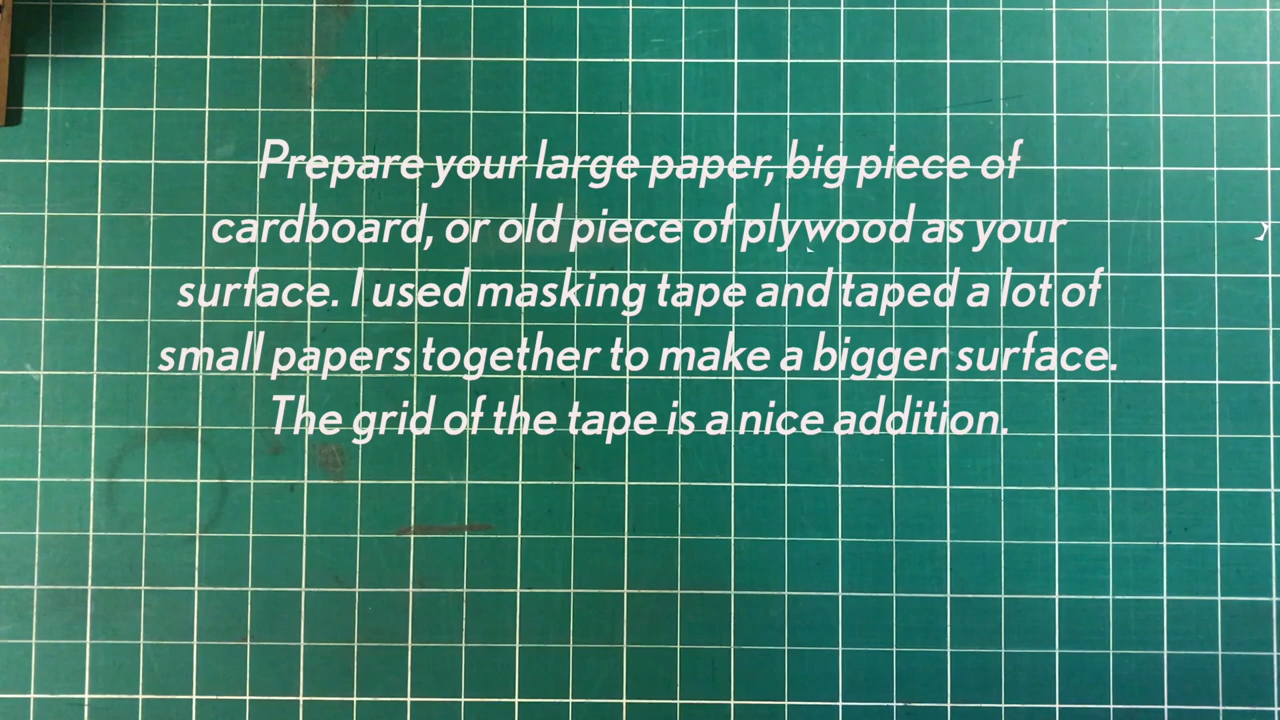 Prepare your large paper, big piece of
cardboard, or old piece of plywood as your
surface. I used masking tape and taped a lot of
small papers together to make a bigger surface.
The grid of the tape is a nice addition.